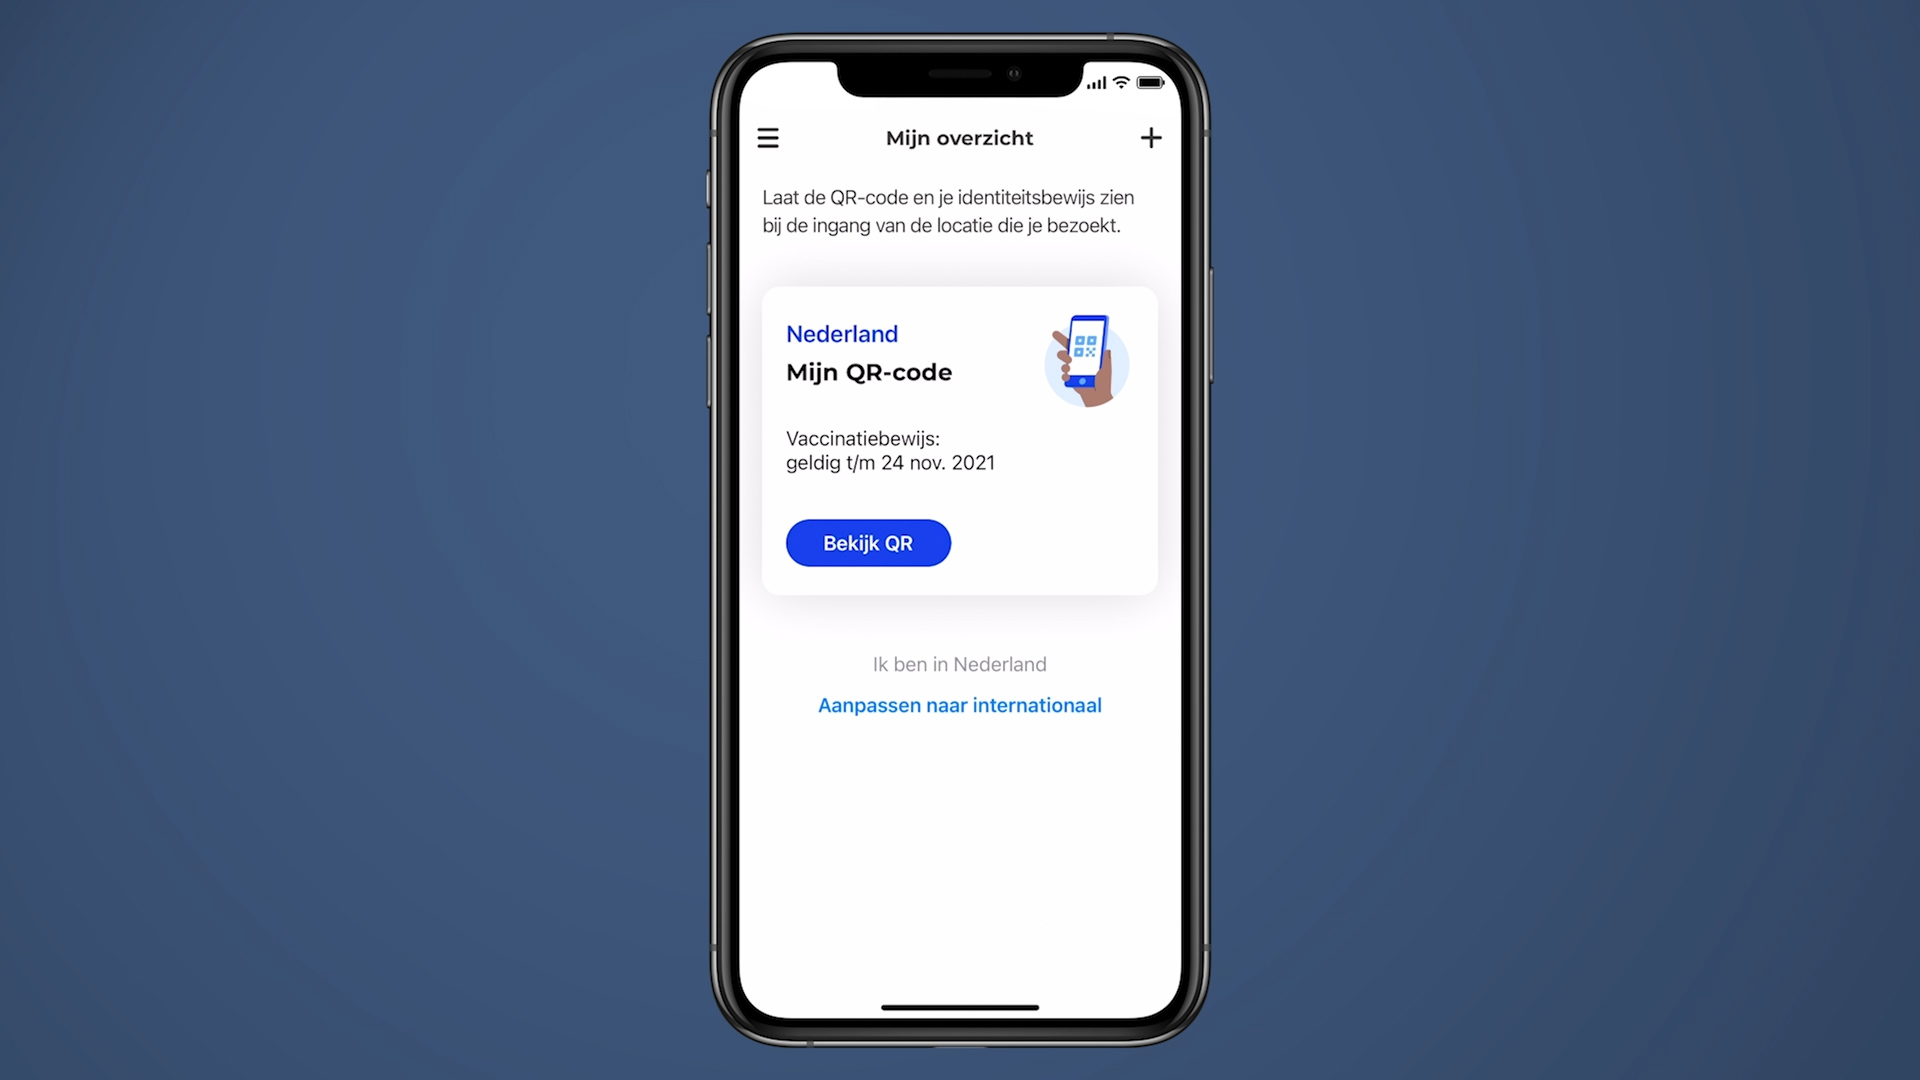 Mijn overzicht
Laat de QR-code en je identiteitsbewijs zien
bij de ingang van de locatie die je bezoekt.
Nederland
Mijn QR-code
Vaccinatiebewijs:
geldig t/m 24 nov. 2021
Bekijk QR
Ik ben in Nederland
Aanpassen naar internationaal